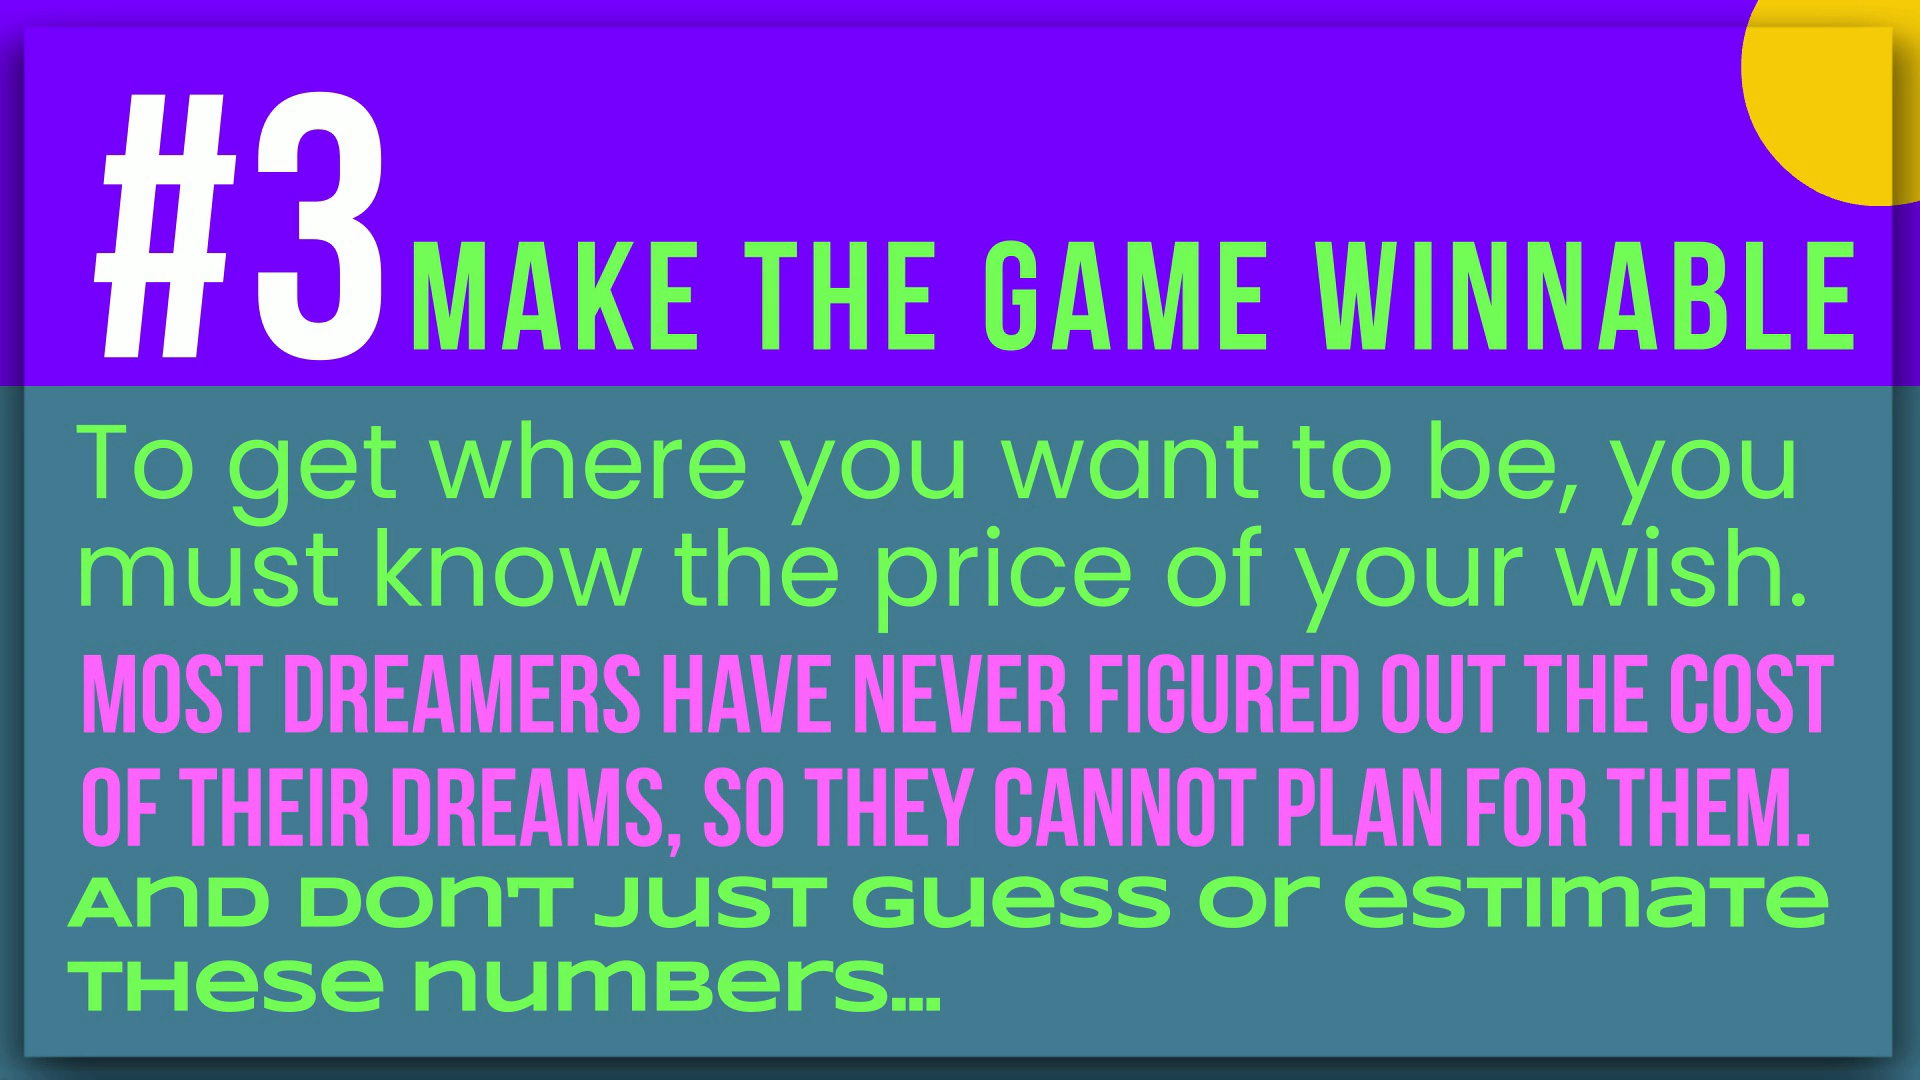 #3 MAKE THE GAME WINNABLE
To get where you want to be, you
must know the price of your wish.
MOST DREAMERS HAVE NEVER FIGURED OUT THE COST
OF THEIR DREAMS, SO THEY CANNOT PLAN FOR THEM.
AND DON'T JUST GUESS OR ESTIMATE
THESE NUMBERS...